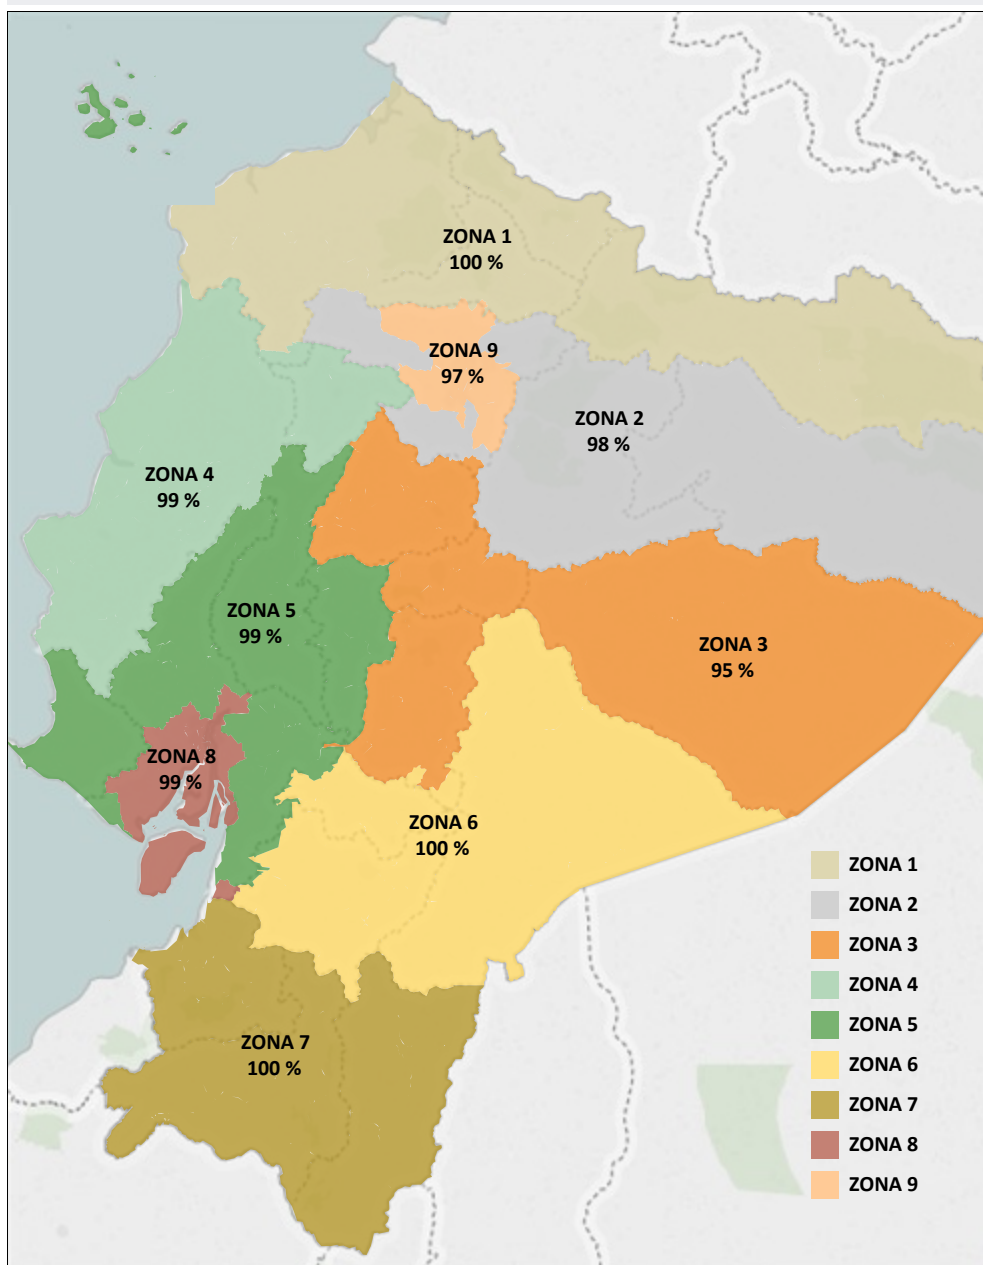 ZONA 1
100 %
ZONA 9
97 %
ZONA 2
98 %
ZONA 4
99 %
ZONA 5
99 %
ZONA 3
95 %
ZONA 8
99 %
ZONA 6
100 %
ZONA 7
100 %
ZONA 1
ZONA 2
ZONA 3
ZONA 4
ZONA 5
ZONA 6
ZONA 7
ZONA 8
ZONA 9